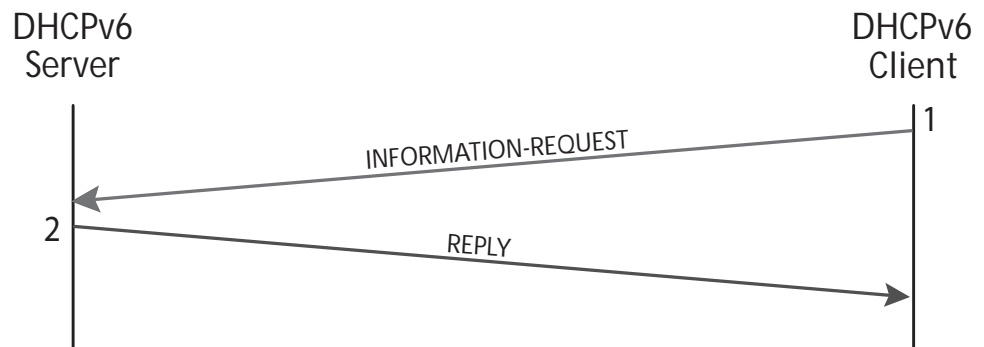 DHCPv6
Server
DHCPv6
Client
1
INFORMATION-REQUEST
2
REPLY